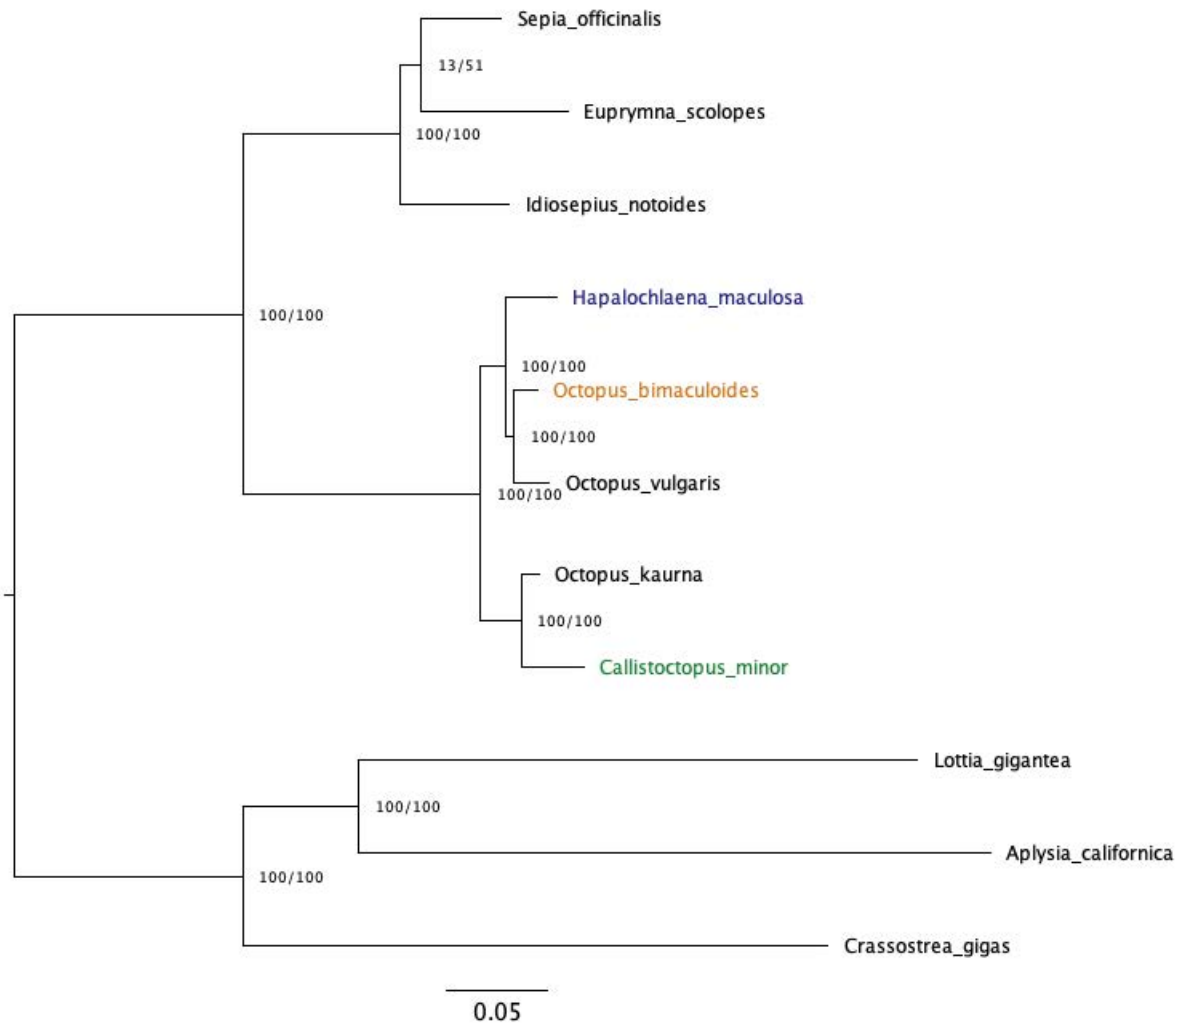 Sepia_officinalis
13/51
Euprymna_scolopes
100/100
Idiosepius_notoides
Hapalochlaena_maculosa
100/100
100/100
Octopus_bimaculoides
100/100
Octopus_vulgaris
100/100
Octopus_kaurna
100/100
Callistoctopus_minor
Lottia_gigantea
100/100
Aplysia_californica
100/100
Crassostrea_gigas
0.05